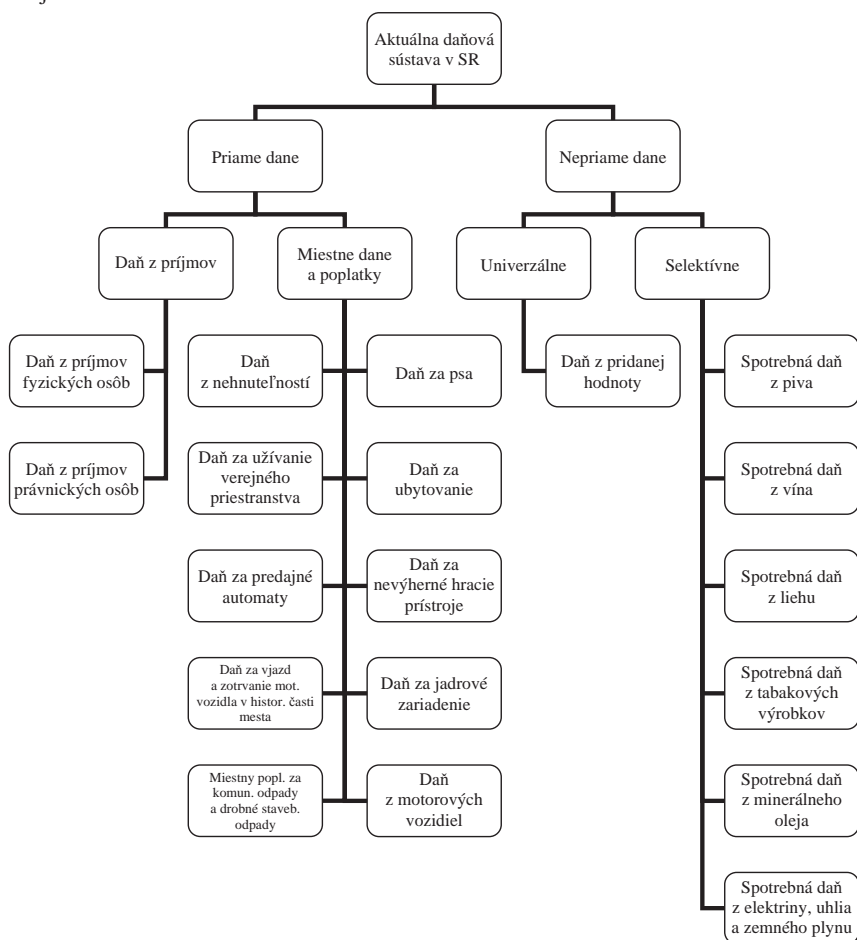 Aktuálna daňová
sústava v SR
Priame dane
Nepriame dane
Daň z príjmov
Miestne dane
a poplatky
Univerzálne
Selektívne
Daň z príjmov
fyzických osôb
Daň
z nehnuteľností
Daň za psa
Daň z pridanej
hodnoty
Spotrebná daň
z piva
Daň z príjmov
právnických osôb
Daň za užívanie
verejného
priestranstva
Daň za
ubytovanie
Spotrebná daň
z vína
Daň za predajné
automaty
Daň za
nevýherné hracie
prístroje
Spotrebná daň
z liehu
Daň za vjazd
a zotrvanie mot.
vozidla v histor. časti
mesta
Daň za jadrové
zariadenie
Spotrebná daň
z tabakových
výrobkov
Miestny popl. za
komun. odpady
a drobné staveb.
odpady
Daň
z motorových
vozidiel
Spotrebná daň
z minerálneho
oleja
Spotrebná daň
z elektriny, uhlia
a zemného plynu